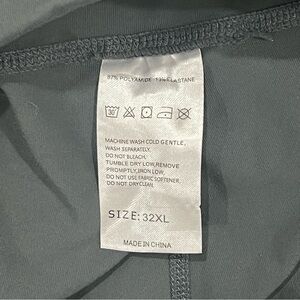 87% POLYAMIDE 13% ELASTANE
30°
MACHINE WASH COLD GENTLE,
WASH SEPARATELY.
DO NOT BLEACH.
TUMBLE DRY LOW, REMOVE
PROMPTLY, IRON LOW,
DO NOT USE FABRIC SOFTENER.
DO NOT DRYCLEAN.
SIZE: 32XL
MADE IN CHINA